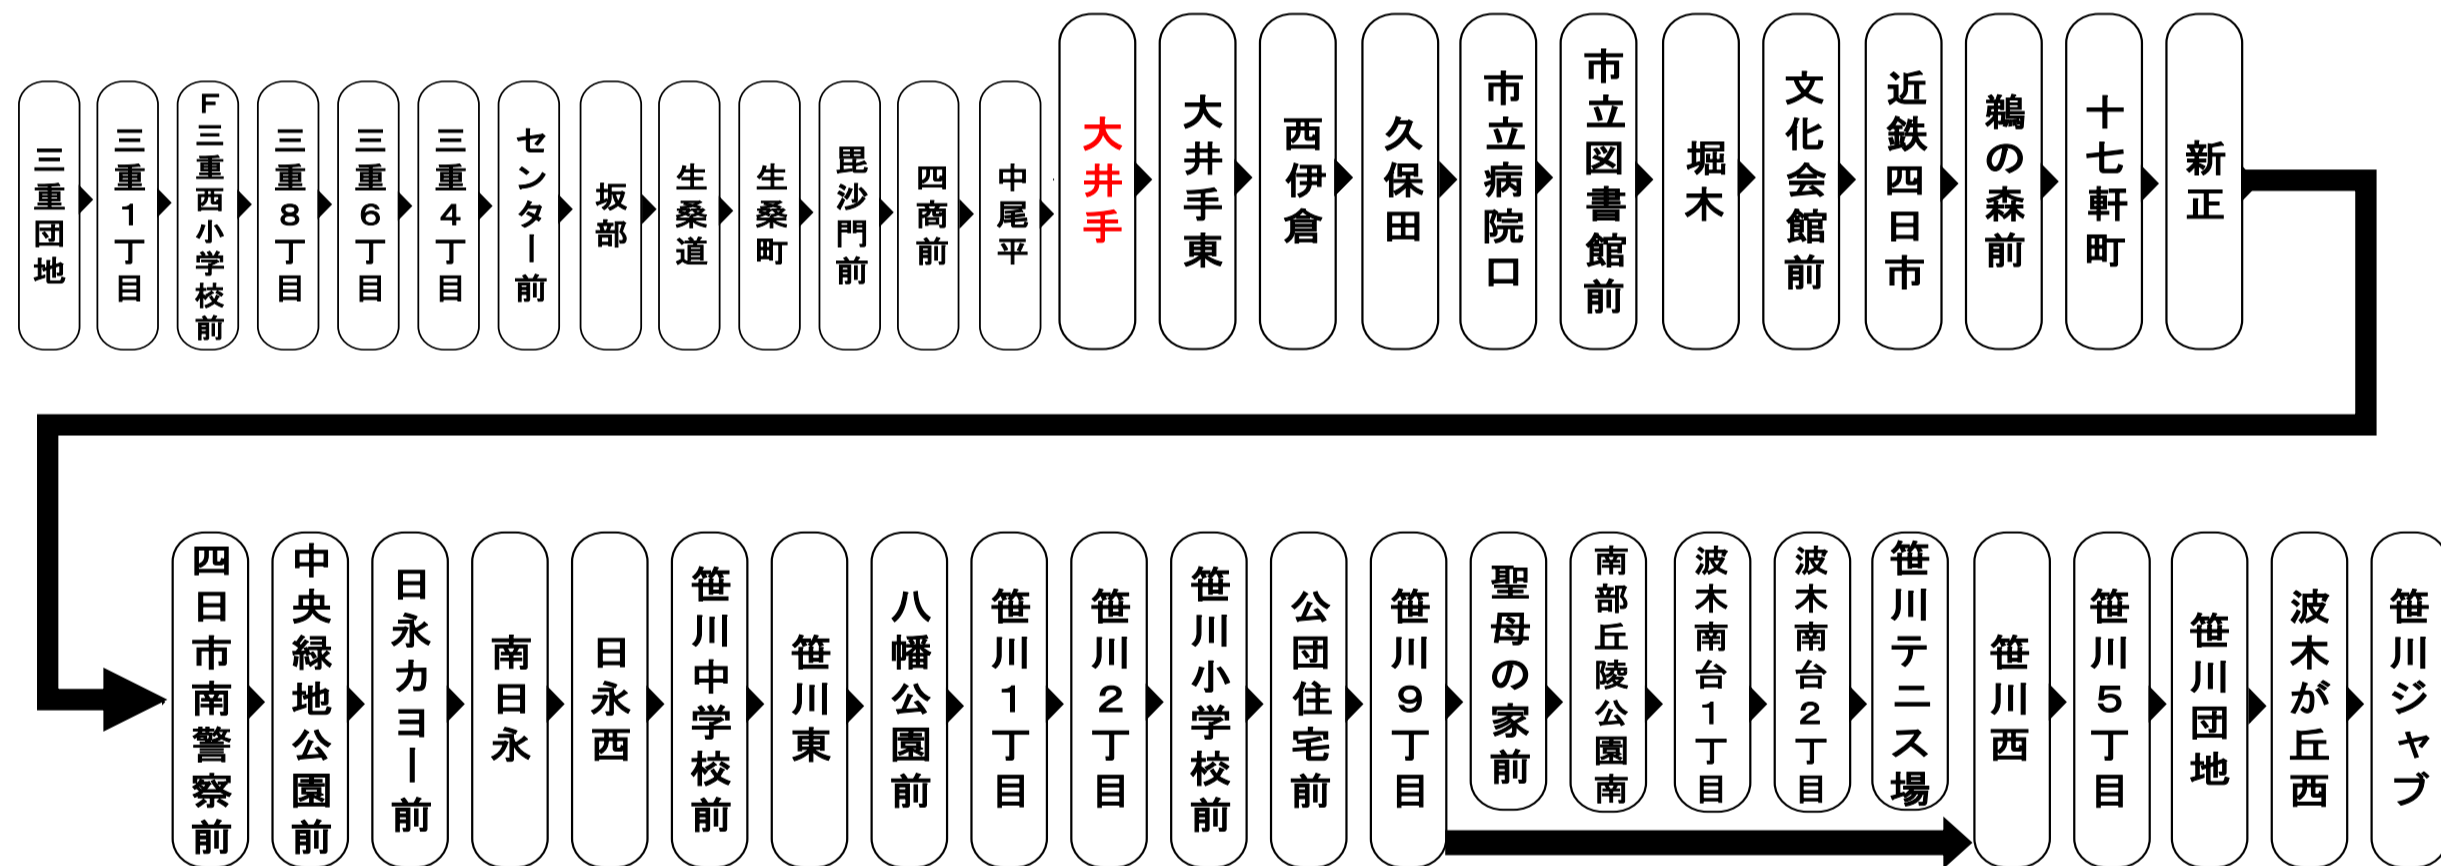 三重団地
三重1丁目
F三重西小学校前
三重8丁目
三重6丁目
三重4丁目
センター前
坂部
生桑道
生桑町
毘沙門前
四商前
中尾平
大井手
大井手東
西伊倉
久保田
市立病院口
市立図書館前
堀木
文化会館前
近鉄四日市
鵜の森前
十七軒町
新正
四日市南警察前
中央緑地公園前
日永カヨー前
南日永
日永西
笹川中学校前
笹川東
八幡公園前
笹川1丁目
笹川2丁目
笹川小学校前
公団住宅前
笹川9丁目
聖母の家前
南部丘陵公園南
波木南台1丁目
波木南台2丁目
笹川テニス場
笹川西
笹川5丁目
笹川団地
波木が丘西
笹川ジャブ